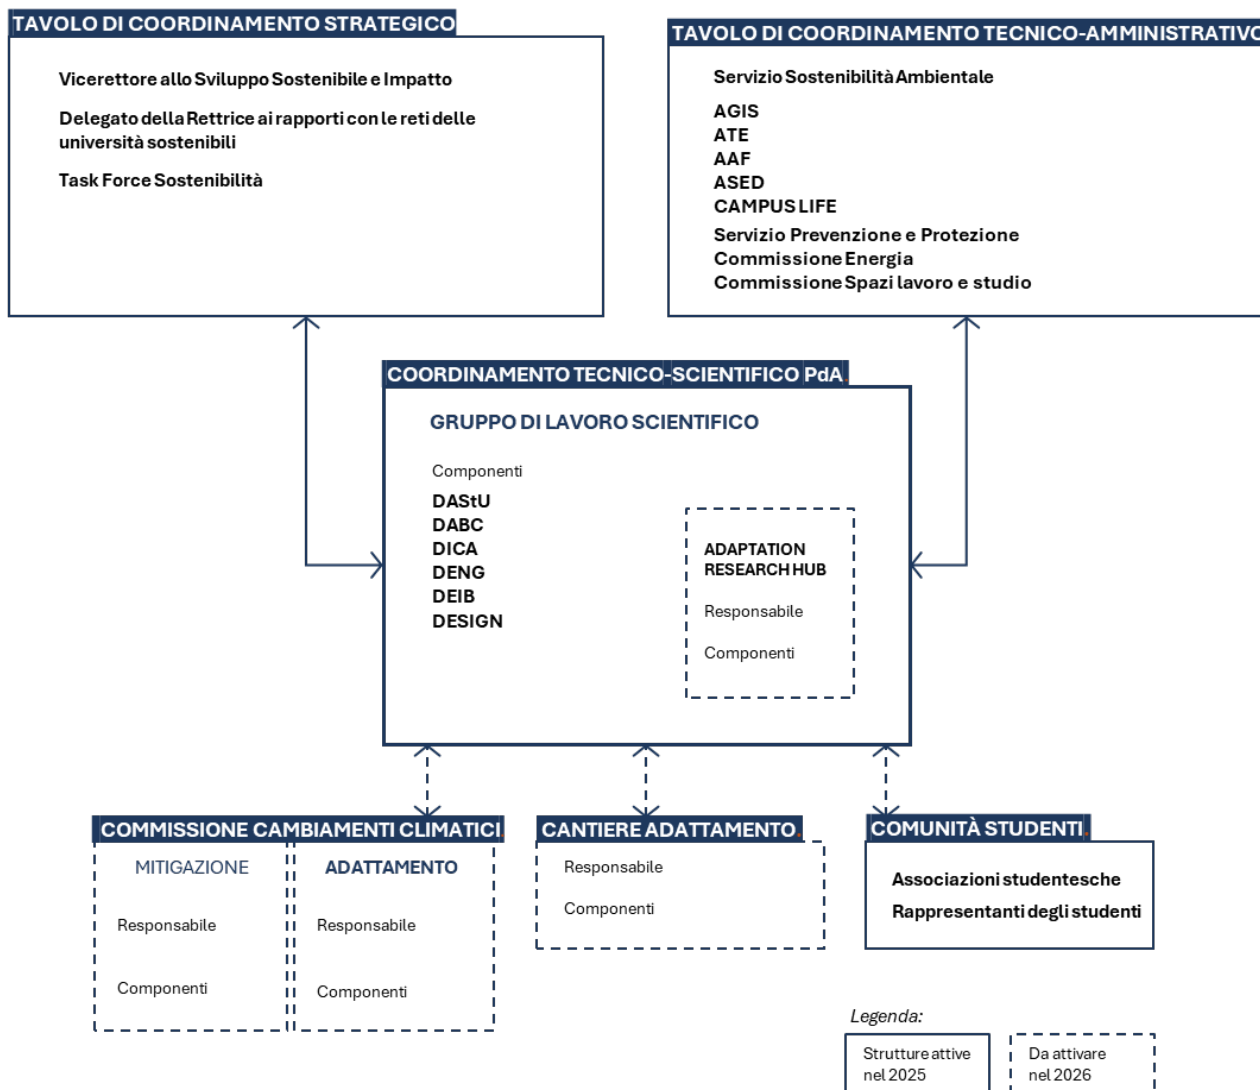 TAVOLO DI COORDINAMENTO STRATEGICO
Vicerettore allo Sviluppo Sostenibile e Impatto
Delegato della Rettrice ai rapporti con le reti delle
università sostenibili
Task Force Sostenibilità
TAVOLO DI COORDINAMENTO TECNICO-AMMINISTRATIVO
Servizio Sostenibilità Ambientale
AGIS
ATE
AAF
ASED
CAMPUS LIFE
Servizio Prevenzione e Protezione
Commissione Energia
Commissione Spazi lavoro e studio
COORDINAMENTO TECNICO-SCIENTIFICO PdA.
GRUPPO DI LAVORO SCIENTIFICO
Componenti
DAStU
DABC
DICA
DENG
DEIB
DESIGN
ADAPTATION
RESEARCH HUB
Responsabile
Componenti
COMMISSIONE CAMBIAMENTI CLIMATICI.
MITIGAZIONE
Responsabile
Componenti
ADATTAMENTO
Responsabile
Componenti
CANTIERE ADATTAMENTO.
Responsabile
Componenti
COMUNITÀ STUDENTI.
Associazioni studentesche
Rappresentanti degli studenti
Legenda:
Strutture attive
nel 2025
Da attivare
nel 2026